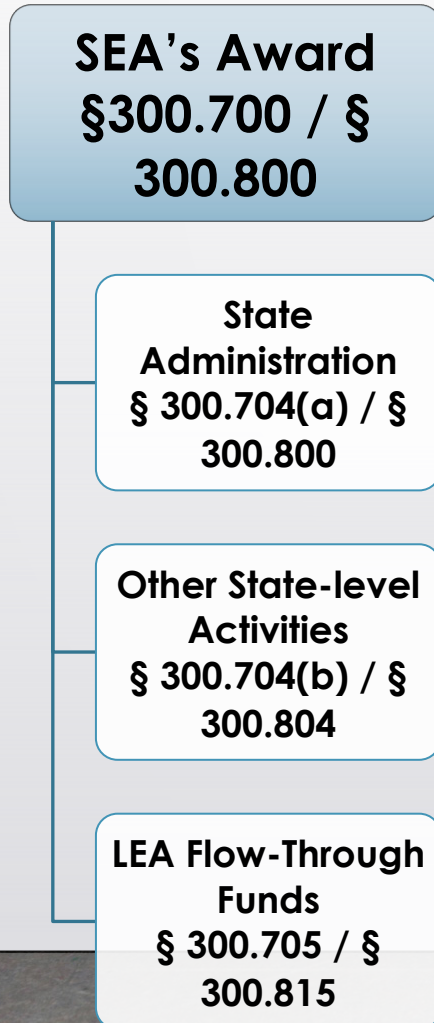 SEA’s Award
§300.700 / §
300.800
State
Administration
§ 300.704(a) / §
300.800
Other State-level
Activities
§ 300.704(b) / §
300.804
LEA Flow-Through
Funds
§ 300.705 / §
300.815